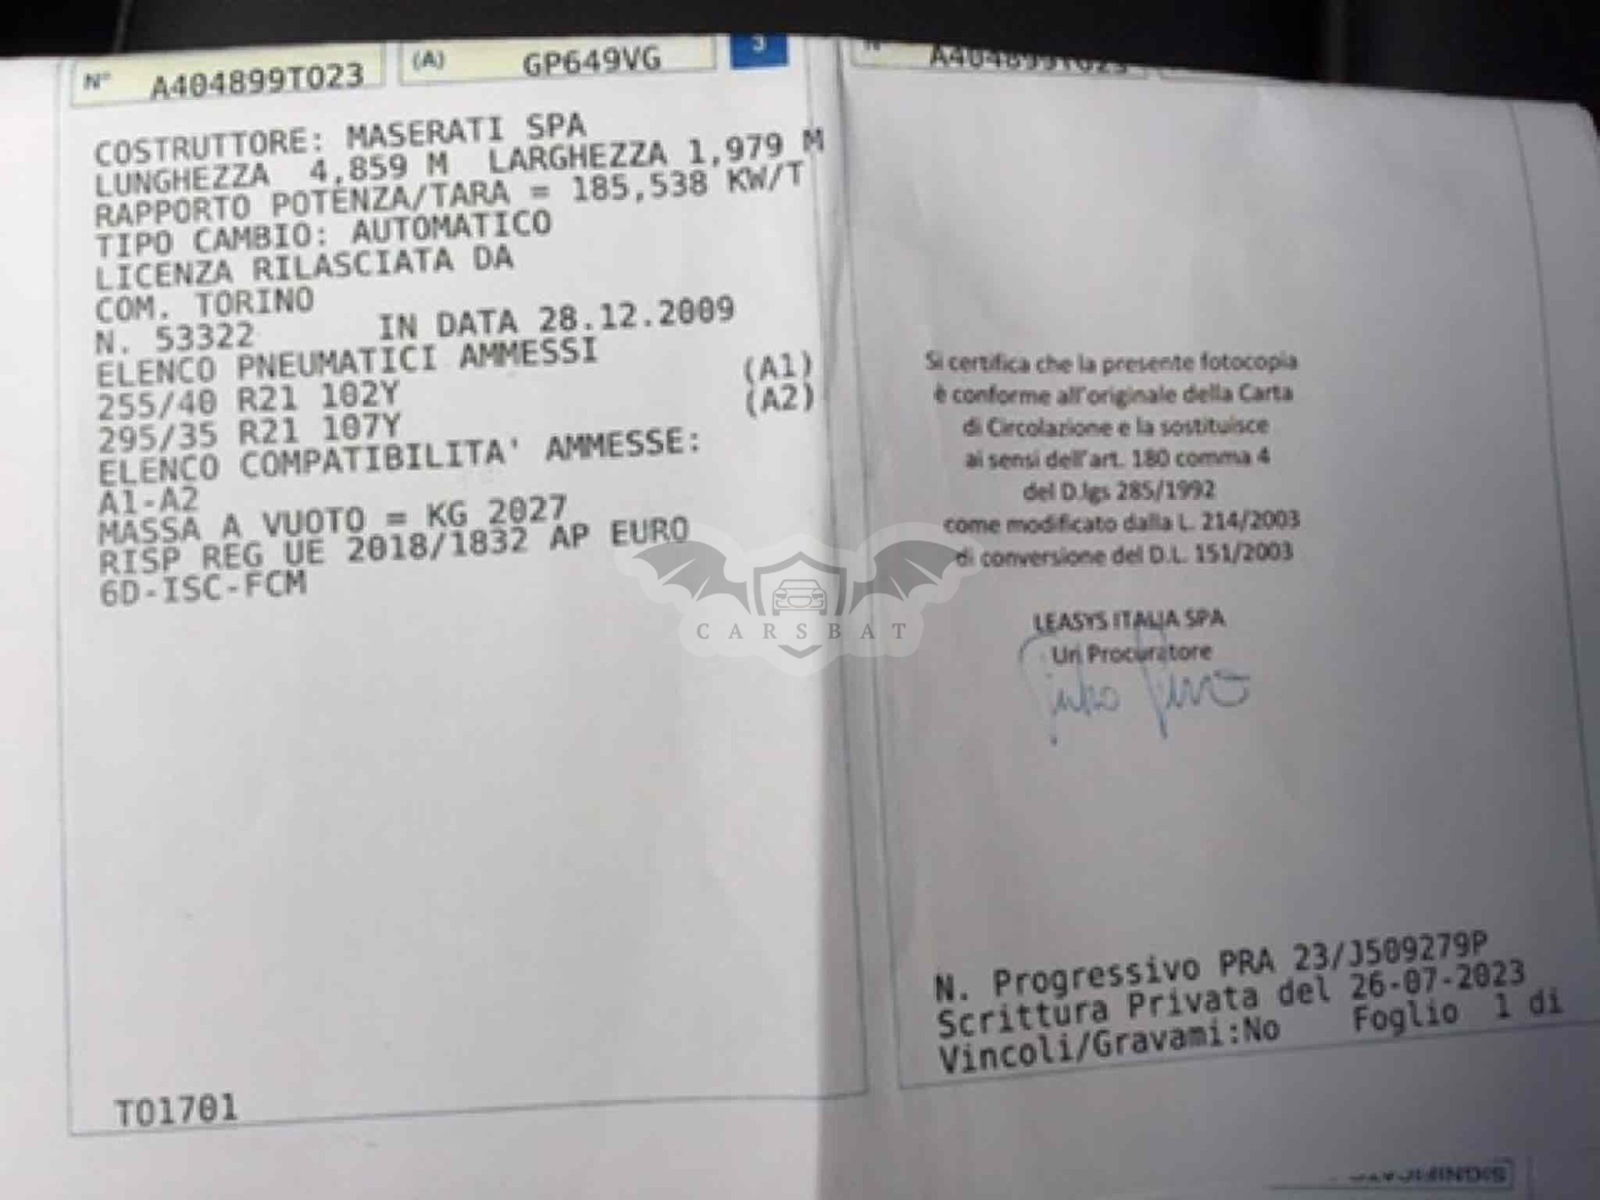 N° A404899TO23
(A) GP649VG
3
A404899TO23
COSTRUTTORE: MASERATI SPA
LUNGHEZZA 4,859 M LARGHEZZA 1,979 M
RAPPORTO POTENZA/TARA = 185,538 KW/T
TIPO CAMBIO: AUTOMATICO
LICENZA RILASCIATA DA
COM. TORINO
N. 53322 IN DATA 28.12.2009
ELENCO PNEUMATICI AMMESSI
255/40 R21 102Y (A1)
295/35 R21 107Y (A2)
ELENCO COMPATIBILITA' AMMESSE:
A1-A2
MASSA A VUOTO = KG 2027
RISP REG UE 2018/1832 AP EURO
6D-ISC-FCM
TO1701
Si certifica che la presente fotocopia
è conforme all'originale della Carta
di Circolazione e la sostituisce
ai sensi dell'art. 180 comma 4
del D.lgs 285/1992
come modificato dalla L. 214/2003
di conversione del D.L. 151/2003
LEASYS ITALIA SPA
Un Procuratore
CARSBAT
N. Progressivo PRA 23/J509279P
Scrittura Privata del 26-07-2023
Vincoli/Gravami:No Foglio 1 di